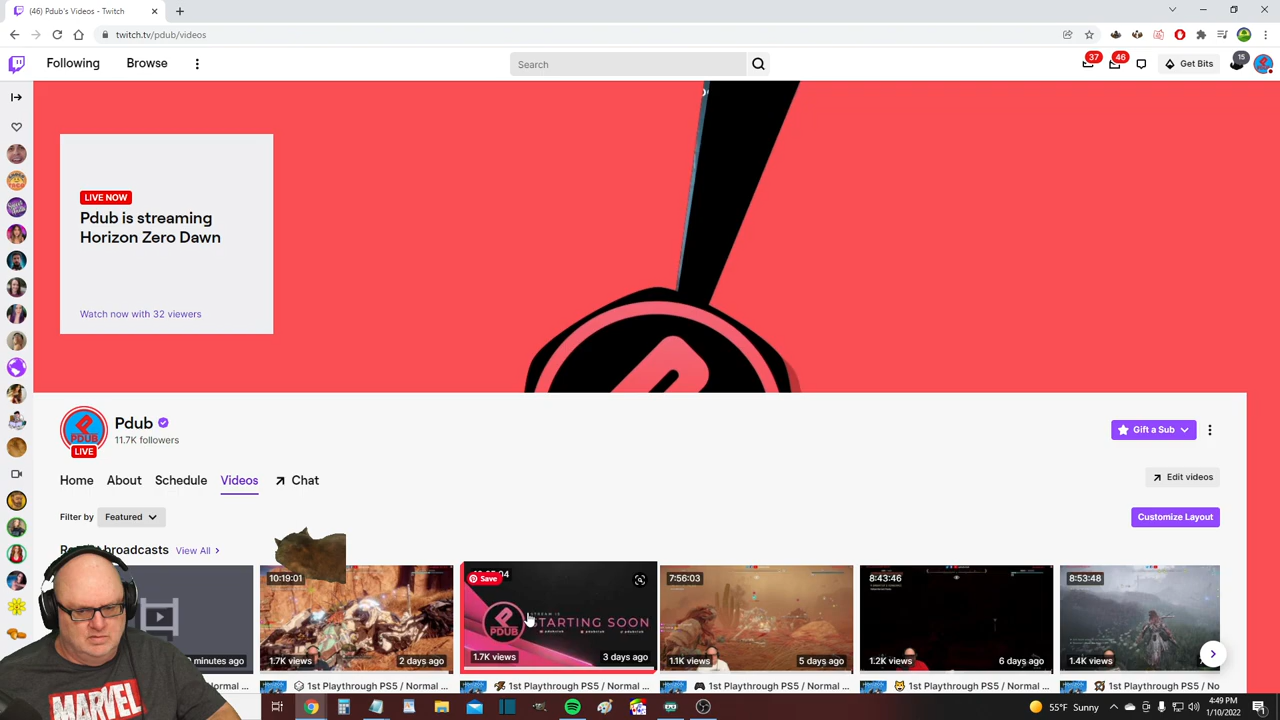 (46) Pdub's Videos - Twitch
twitch.tv/pdub/videos
Following Browse Search 37 46 Get Bits 15
LIVE NOW
Pdub is streaming
Horizon Zero Dawn
Watch now with 32 viewers
Pdub
11.7K followers
PDUB
LIVE
Gift a Sub
Home About Schedule Videos Chat
Edit videos
Filter by Featured
Customize Layout
broadcasts View All
10:19:01 Save 7:56:03 8:43:46 8:53:48
STREAM IS
STARTING SOON
PDUB
minutes ago 1.7K views 2 days ago 1.7K views 3 days ago 1.1K views 5 days ago 1.2K views 6 days ago 1.4K views
1st Playthrough PS5 / Normal ... 1st Playthrough PS5 / Normal ... 1st Playthrough PS5 / Normal ... 1st Playthrough PS5 / Normal ... 1st Playthrough PS5 / No
MARVEL
55°F Sunny
4:49 PM
1/10/2022